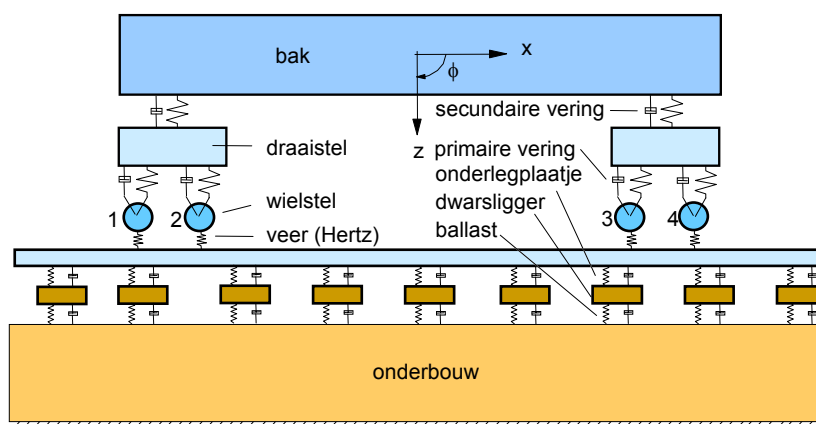 bak
x
ϕ
z
secundaire vering
draaistel
primaire vering
onderlegplaatje
wielstel
dwarsligger
1
2
3
4
veer (Hertz)
ballast
onderbouw